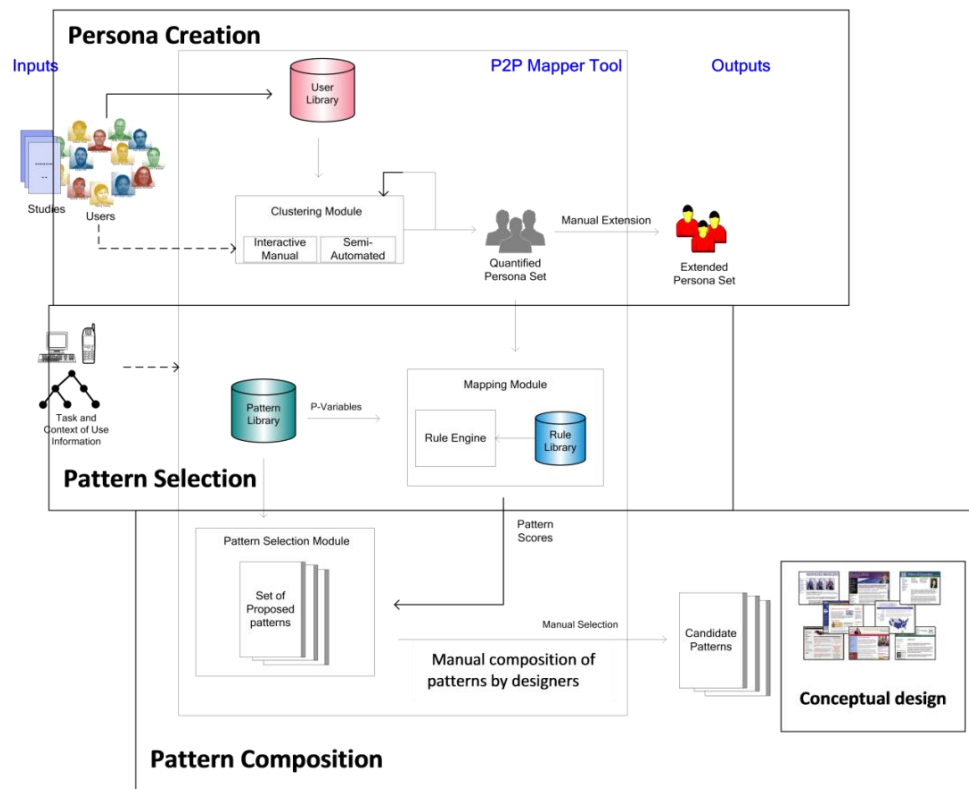 Persona Creation
Inputs
P2P Mapper Tool
Outputs
User
Library
Studies
Users
Clustering Module
Interactive
Manual
Semi-
Automated
Manual Extension
Quantified
Persona Set
Extended
Persona Set
Task and
Context of Use
Information
Pattern
Library
P-Variables
Mapping Module
Rule Engine
Rule
Library
Pattern Selection
Pattern
Scores
Pattern Selection Module
Set of
Proposed
patterns
Manual Selection
Manual composition of
patterns by designers
Candidate
Patterns
Conceptual design
Pattern Composition